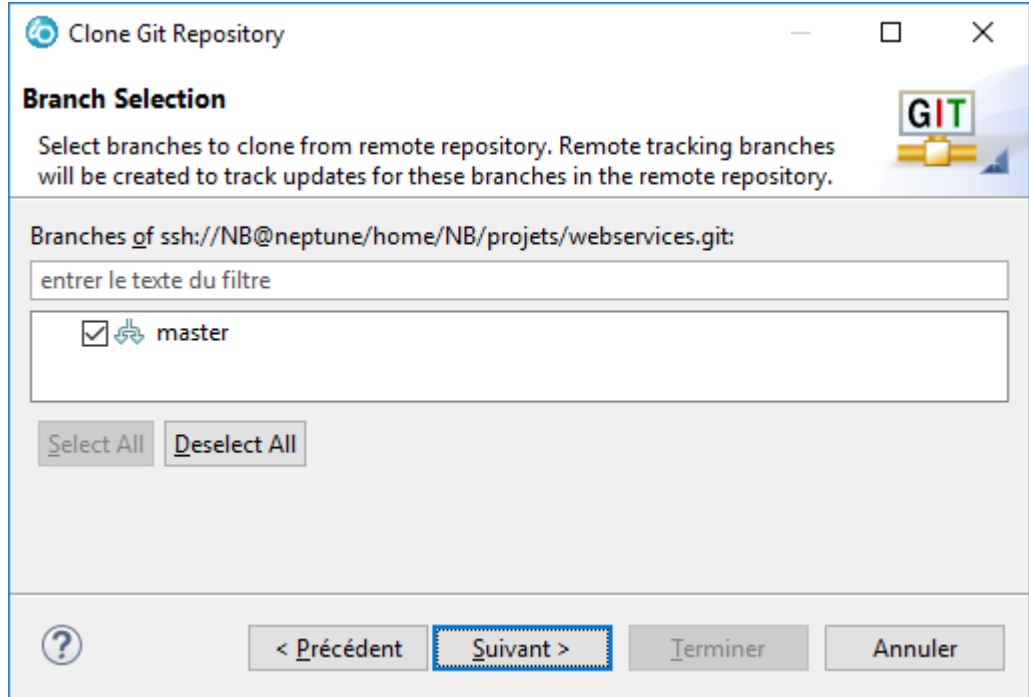 Clone Git Repository
Branch Selection
GIT
Select branches to clone from remote repository. Remote tracking branches
will be created to track updates for these branches in the remote repository.
Branches of ssh://NB@neptune/home/NB/projets/webservices.git:
entrer le texte du filtre
master
Select All Deselect All
? < Précédent Suivant > Terminer Annuler